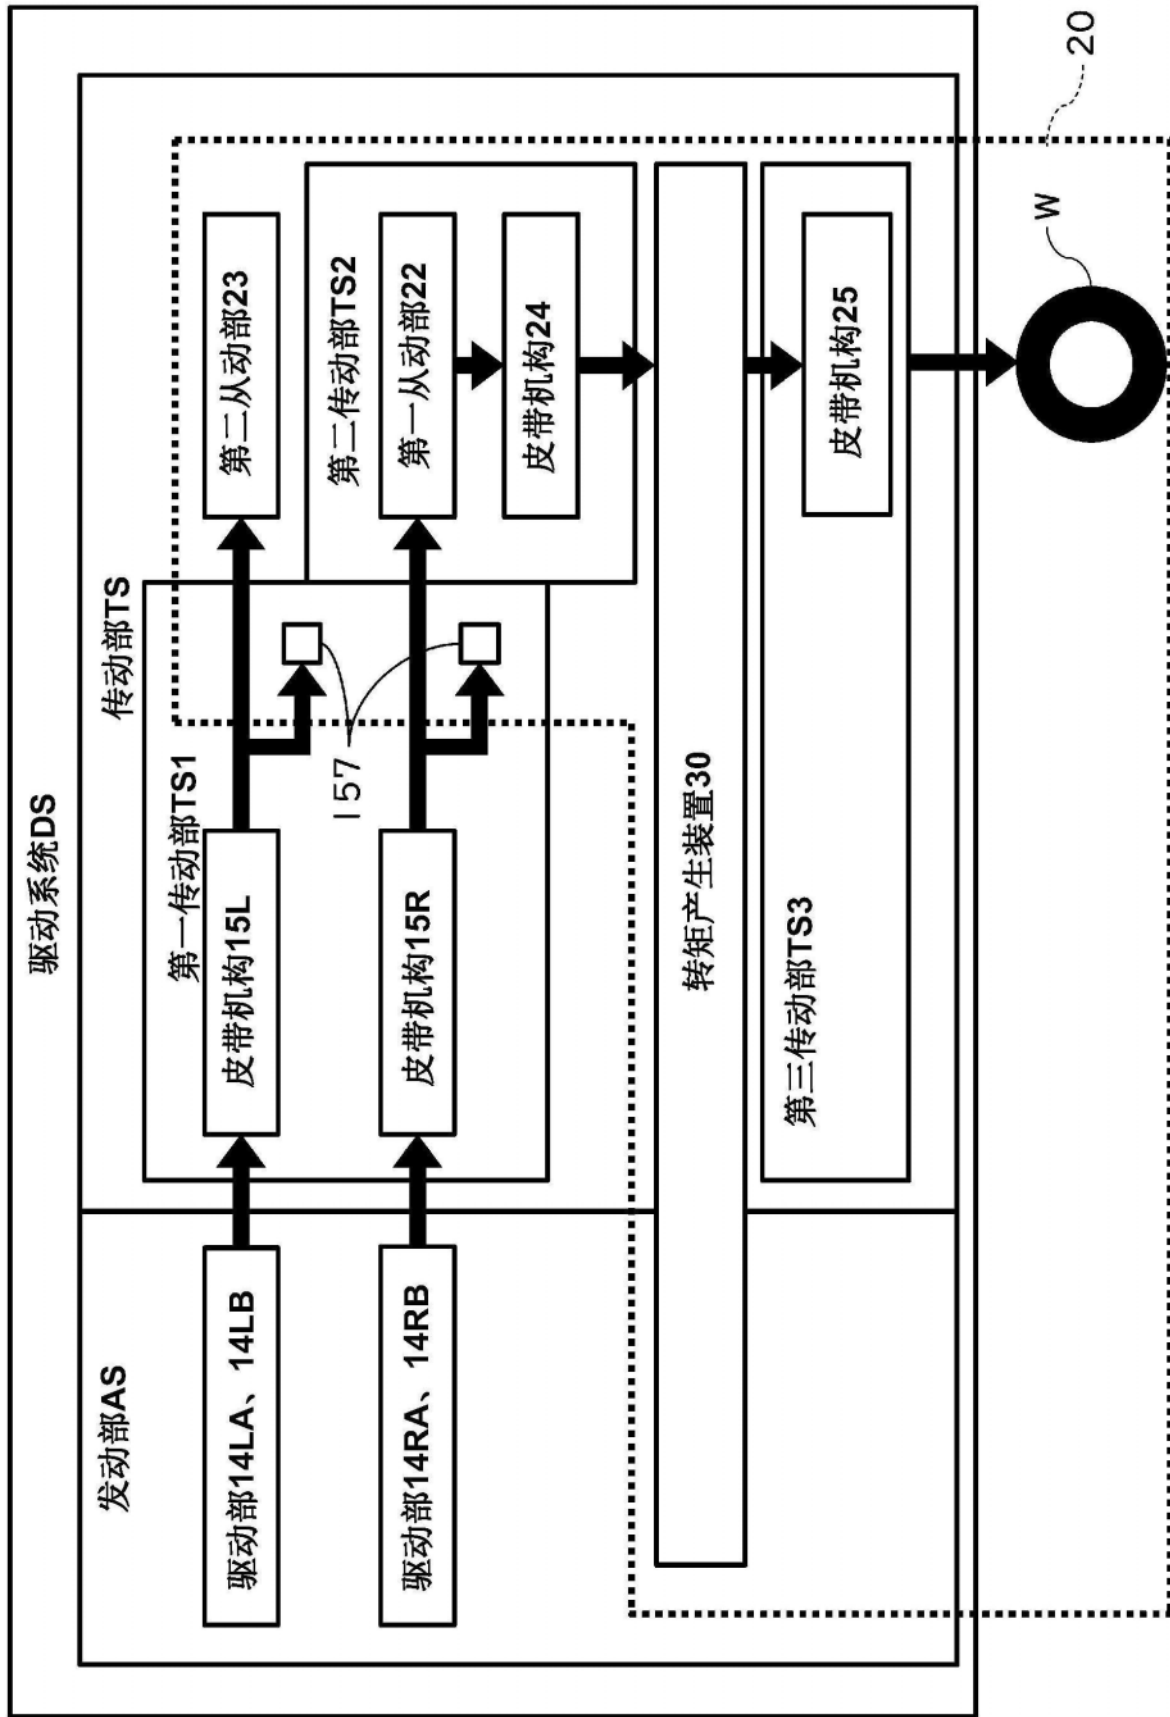 驱动系统DS
发动部AS
传动部TS
第一传动部TS1
驱动部14LA、14LB
皮带机构15L
第二从动部23
157
第二传动部TS2
驱动部14RA、14RB
皮带机构15R
第一从动部22
皮带机构24
转矩产生装置30
第三传动部TS3
皮带机构25
W
20